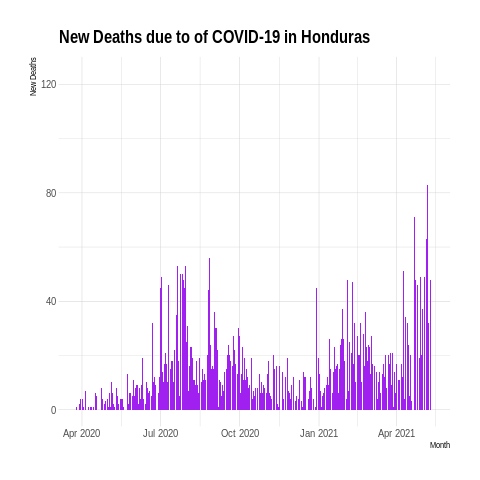 New Deaths due to of COVID-19 in Honduras
New Deaths
120
80
40
0
Apr 2020 Jul 2020 Oct 2020 Jan 2021 Apr 2021
Month